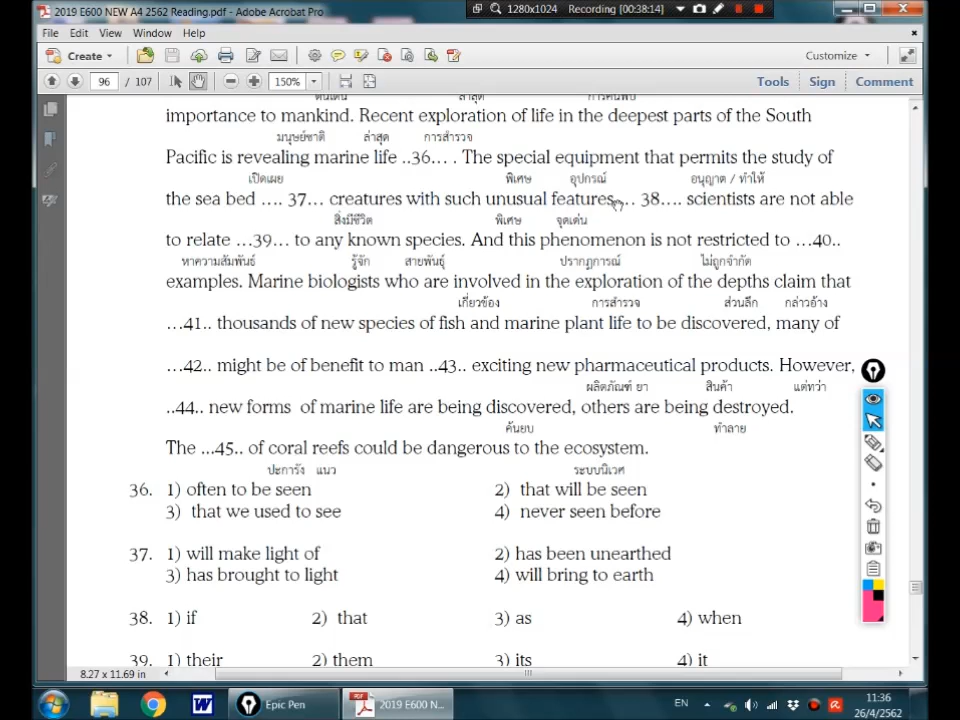 2019 E600 NEW A4 2562 Reading.pdf - Adobe Acrobat Pro
1280x1024 Recording [00:38:14]
File Edit View Window Help
Create Customize
96 / 107 150% Tools Sign Comment
importance to mankind. Recent exploration of life in the deepest parts of the South
มนุษย์ชาติ ล่าสุด การสำรวจ
Pacific is revealing marine life ..36... . The special equipment that permits the study of
เปิดเผย พิเศษ อุปกรณ์ อนุญาต / ทำให้
the sea bed .... 37... creatures with such unusual features... 38.... scientists are not able
สิ่งมีชีวิต พิเศษ จุดเด่น
to relate ...39... to any known species. And this phenomenon is not restricted to ...40..
หาความสัมพันธ์ รู้จัก สายพันธุ์ ปรากฏการณ์ ไม่ถูกจำกัด
examples. Marine biologists who are involved in the exploration of the depths claim that
เกี่ยวข้อง การสำรวจ ส่วนลึก กล่าวอ้าง
...41.. thousands of new species of fish and marine plant life to be discovered, many of
...42.. might be of benefit to man ..43.. exciting new pharmaceutical products. However,
ผลิตภัณฑ์ ยา สินค้า แต่ทว่า
..44.. new forms of marine life are being discovered, others are being destroyed.
ค้นยบ ทำลาย
The ...45.. of coral reefs could be dangerous to the ecosystem.
ปะการัง แนว ระบบนิเวศ
36. 1) often to be seen 2) that will be seen
3) that we used to see 4) never seen before
37. 1) will make light of 2) has been unearthed
3) has brought to light 4) will bring to earth
38. 1) if 2) that 3) as 4) when
39. 1) their 2) them 3) its 4) it
8.27 x 11.69 in
Epic Pen 2019 E600 N... EN 11:36
26/4/2562